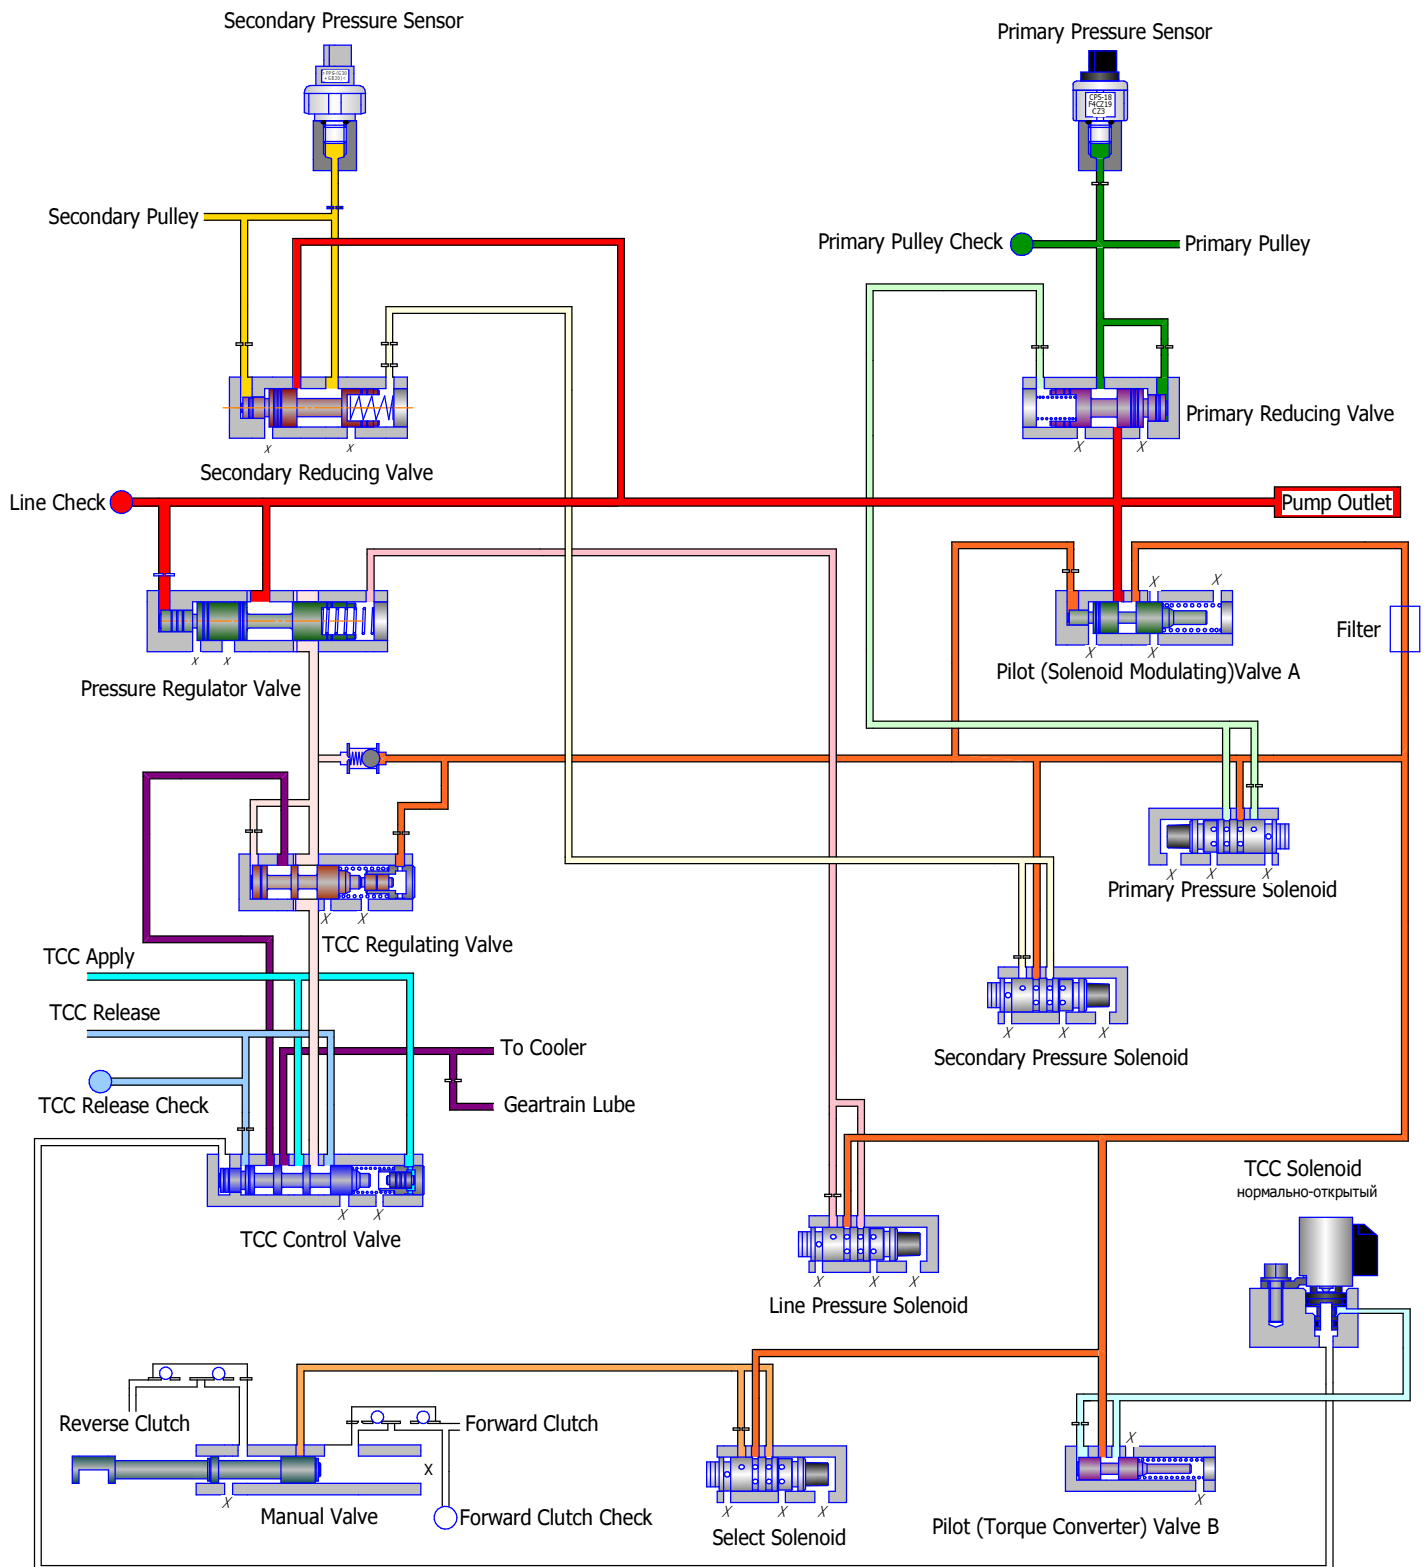 Secondary Pressure Sensor
Primary Pressure Sensor
CPS-18
F4CZ19
CZ3
Secondary Pulley
Primary Pulley Check
Primary Pulley
Primary Reducing Valve
Secondary Reducing Valve
Line Check
Pump Outlet
Filter
Pilot (Solenoid Modulating)Valve A
Pressure Regulator Valve
Primary Pressure Solenoid
TCC Regulating Valve
TCC Apply
TCC Release
To Cooler
Secondary Pressure Solenoid
TCC Release Check
Geartrain Lube
TCC Solenoid
нормально-открытый
TCC Control Valve
Line Pressure Solenoid
Reverse Clutch
Forward Clutch
X
Manual Valve
Forward Clutch Check
Select Solenoid
Pilot (Torque Converter) Valve B